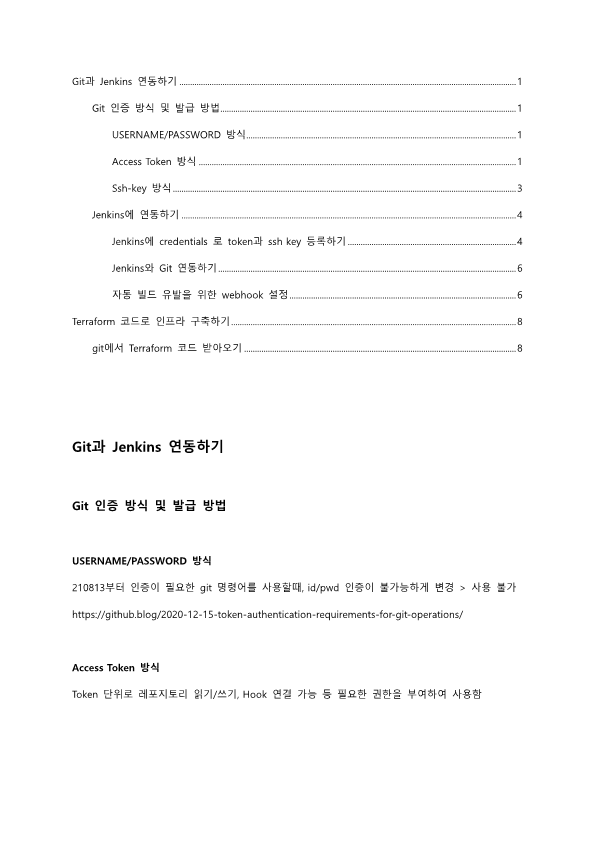 Git과 Jenkins 연동하기 1
Git 인증 방식 및 발급 방법 1
USERNAME/PASSWORD 방식 1
Access Token 방식 1
Ssh-key 방식 3
Jenkins에 연동하기 4
Jenkins에 credentials 로 token과 ssh key 등록하기 4
Jenkins와 Git 연동하기 6
자동 빌드 유발을 위한 webhook 설정 6
Terraform 코드로 인프라 구축하기 8
git에서 Terraform 코드 받아오기 8
Git과 Jenkins 연동하기
Git 인증 방식 및 발급 방법
USERNAME/PASSWORD 방식
210813부터 인증이 필요한 git 명령어를 사용할때, id/pwd 인증이 불가능하게 변경 > 사용 불가
https://github.blog/2020-12-15-token-authentication-requirements-for-git-operations/
Access Token 방식
Token 단위로 레포지토리 읽기/쓰기, Hook 연결 가능 등 필요한 권한을 부여하여 사용함